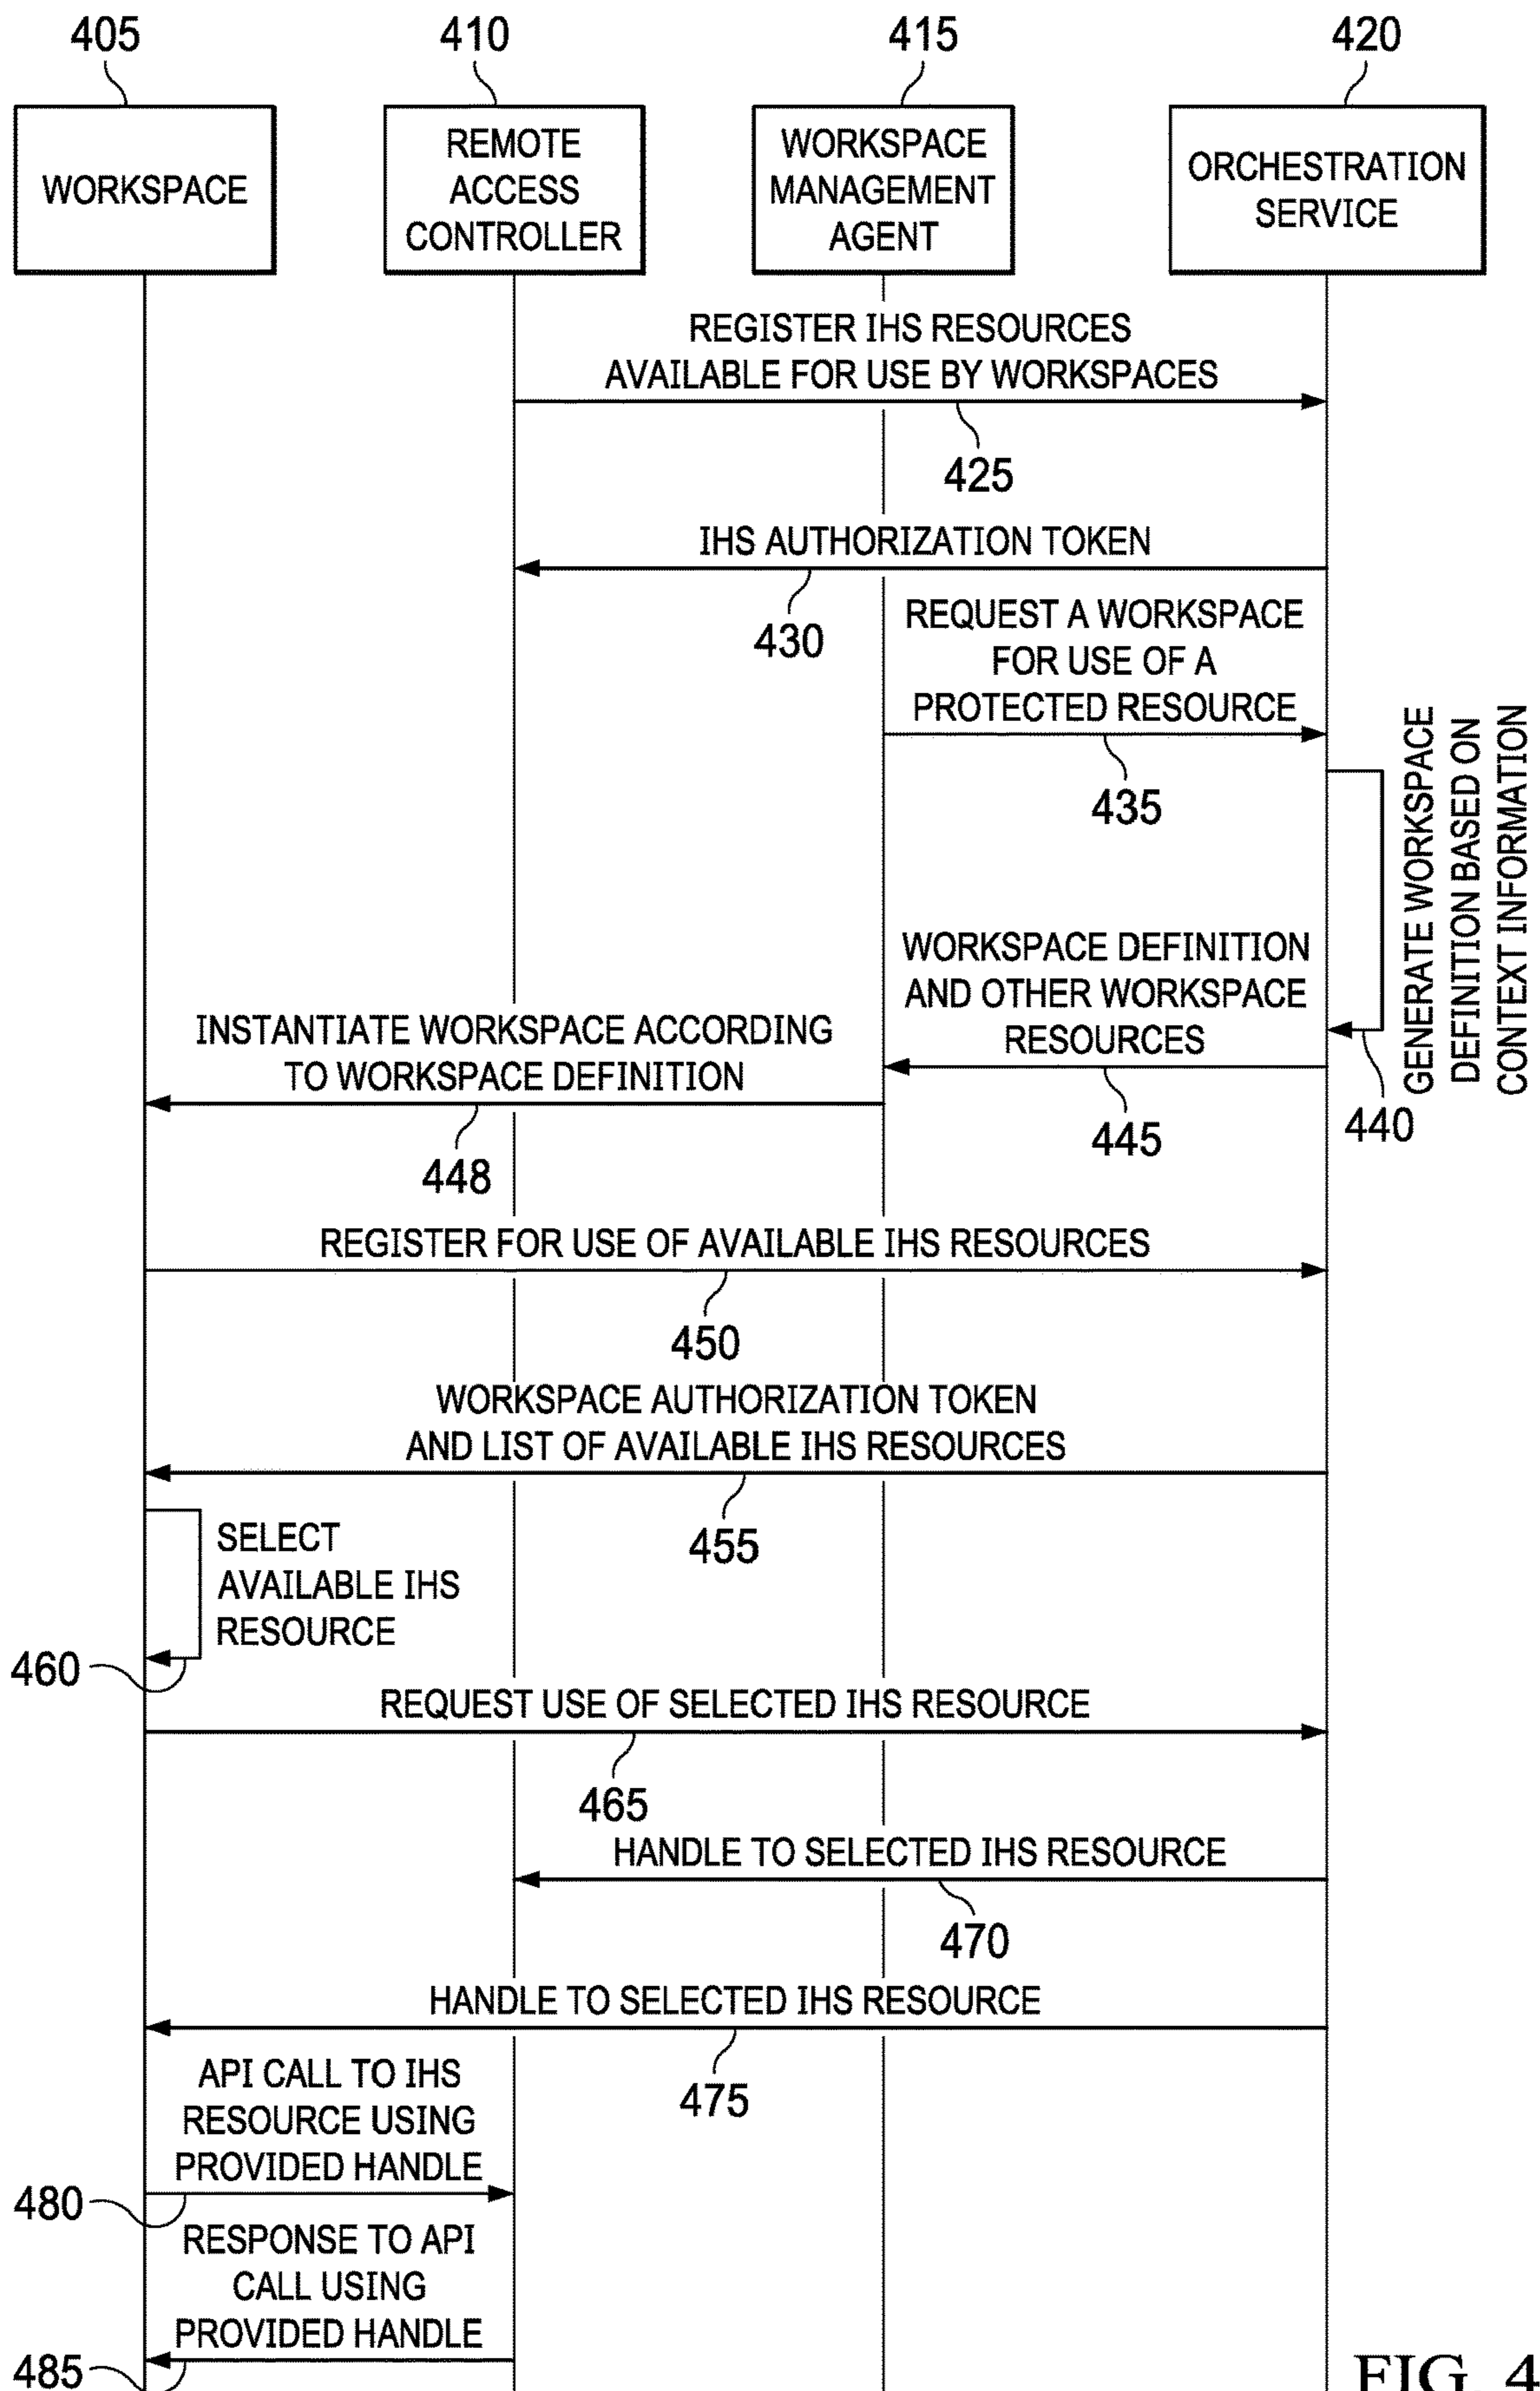 405
410
415
420
WORKSPACE
REMOTE
ACCESS
CONTROLLER
WORKSPACE
MANAGEMENT
AGENT
ORCHESTRATION
SERVICE
REGISTER IHS RESOURCES
AVAILABLE FOR USE BY WORKSPACES
425
IHS AUTHORIZATION TOKEN
430
REQUEST A WORKSPACE
FOR USE OF A
PROTECTED RESOURCE
435
GENERATE WORKSPACE
DEFINITION BASED ON
CONTEXT INFORMATION
440
WORKSPACE DEFINITION
AND OTHER WORKSPACE
RESOURCES
445
INSTANTIATE WORKSPACE ACCORDING
TO WORKSPACE DEFINITION
448
REGISTER FOR USE OF AVAILABLE IHS RESOURCES
450
WORKSPACE AUTHORIZATION TOKEN
AND LIST OF AVAILABLE IHS RESOURCES
455
SELECT
AVAILABLE IHS
RESOURCE
460
REQUEST USE OF SELECTED IHS RESOURCE
465
HANDLE TO SELECTED IHS RESOURCE
470
HANDLE TO SELECTED IHS RESOURCE
475
API CALL TO IHS
RESOURCE USING
PROVIDED HANDLE
480
RESPONSE TO API
CALL USING
PROVIDED HANDLE
485
FIG. 4